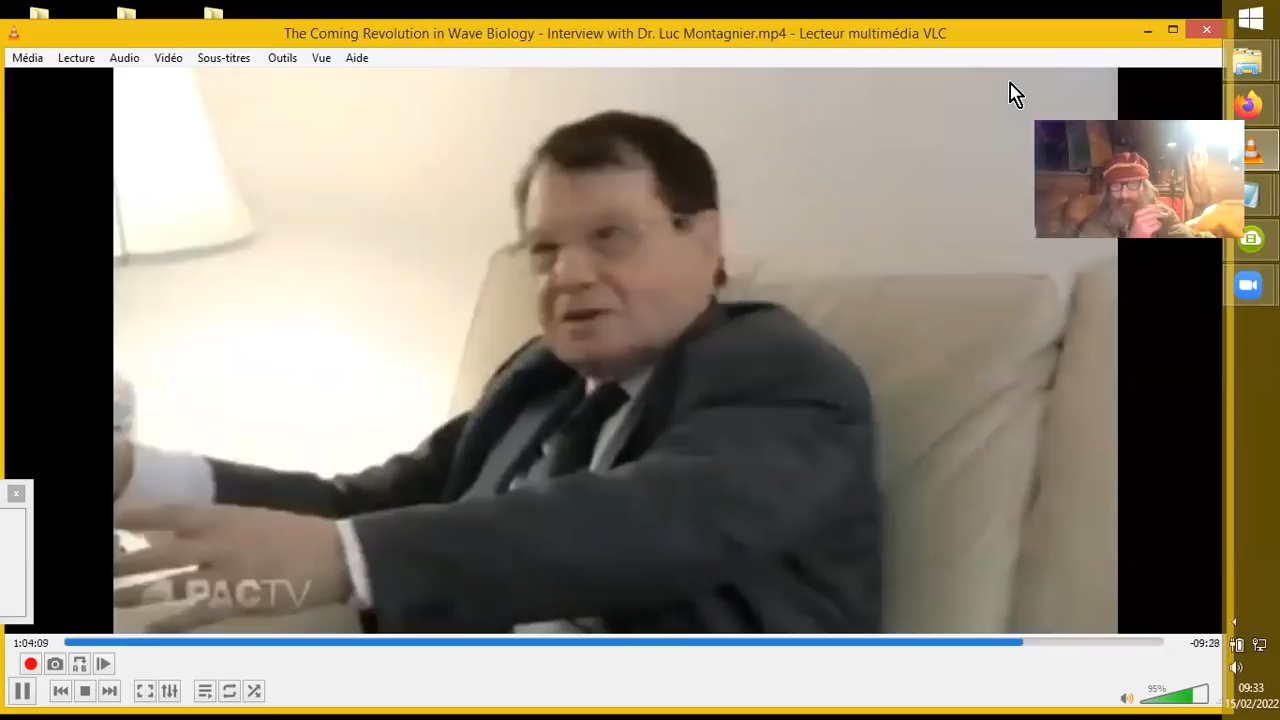 The Coming Revolution in Wave Biology - Interview with Dr. Luc Montagnier.mp4 - Lecteur multimédia VLC
Média Lecture Audio Vidéo Sous-titres Outils Vue Aide
LPACTV
1:04:09 -09:28
A B
95%
09:33
15/02/2022